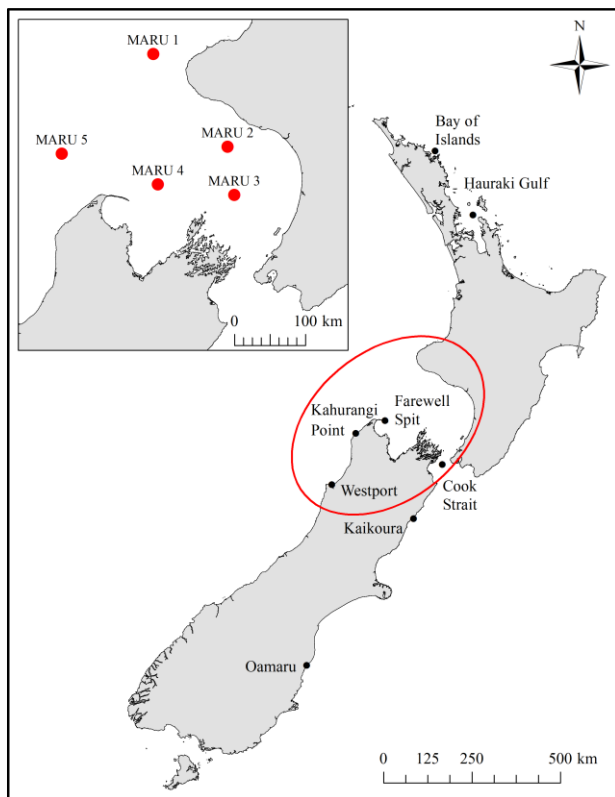 MARU 1
MARU 2
MARU 5
MARU 4
MARU 3
100 km
0
N
Bay of
Islands
Hauraki Gulf
Kahurangi
Point
Farewell
Spit
Westport
Cook
Strait
Kaikoura
Oamaru
0 125 250 500 km